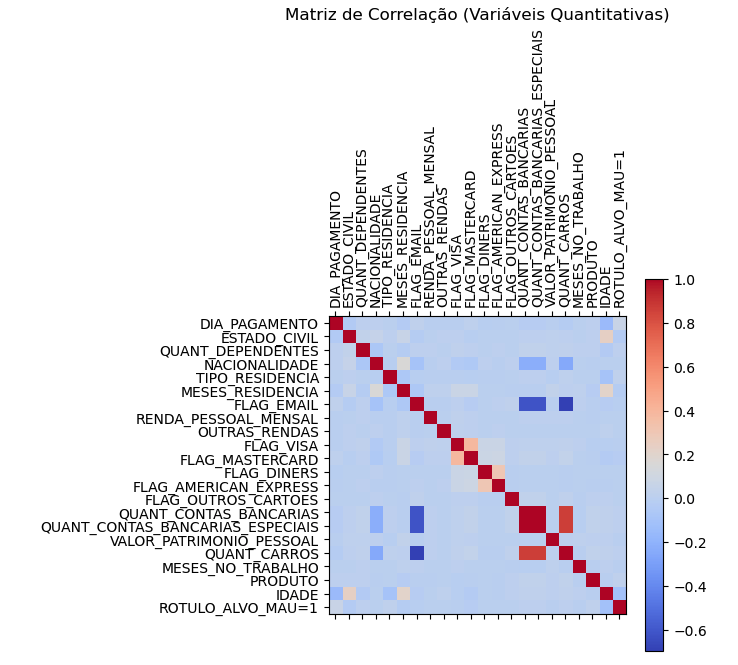 Matriz de Correlação (Variáveis Quantitativas)
DIA_PAGAMENTO
ESTADO_CIVIL
QUANT_DEPENDENTES
NACIONALIDADE
TIPO_RESIDENCIA
MESES_RESIDENCIA
FLAG_EMAIL
RENDA_PESSOAL_MENSAL
OUTRAS_RENDAS
FLAG_VISA
FLAG_MASTERCARD
FLAG_DINERS
FLAG_AMERICAN_EXPRESS
FLAG_OUTROS_CARTOES
QUANT_CONTAS_BANCARIAS
QUANT_CONTAS_BANCARIAS_ESPECIAIS
VALOR_PATRIMONIO_PESSOAL
QUANT_CARROS
MESES_NO_TRABALHO
PRODUTO
IDADE
ROTULO_ALVO_MAU=1
DIA_PAGAMENTO
ESTADO_CIVIL
QUANT_DEPENDENTES
NACIONALIDADE
TIPO_RESIDENCIA
MESES_RESIDENCIA
FLAG_EMAIL
RENDA_PESSOAL_MENSAL
OUTRAS_RENDAS
FLAG_VISA
FLAG_MASTERCARD
FLAG_DINERS
FLAG_AMERICAN_EXPRESS
FLAG_OUTROS_CARTOES
QUANT_CONTAS_BANCARIAS
QUANT_CONTAS_BANCARIAS_ESPECIAIS
VALOR_PATRIMONIO_PESSOAL
QUANT_CARROS
MESES_NO_TRABALHO
PRODUTO
IDADE
ROTULO_ALVO_MAU=1
1.0
0.8
0.6
0.4
0.2
0.0
−0.2
−0.4
−0.6